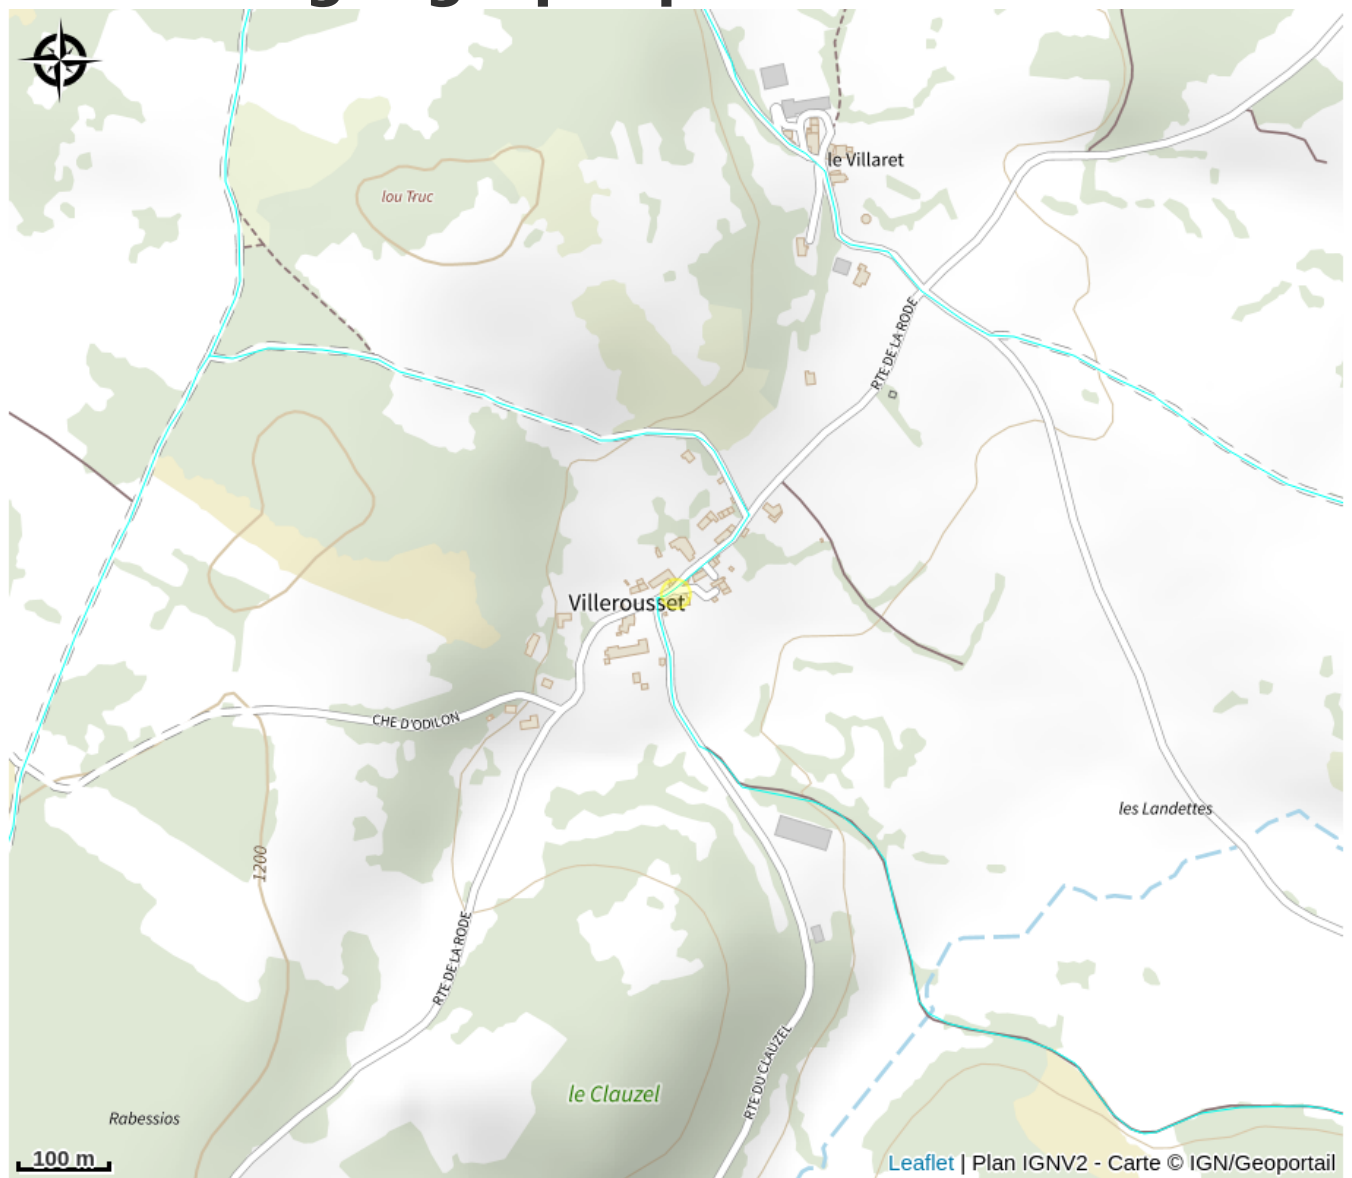 le Villaret
lou Truc
RTE DE LA RODE
Villerousset
CHE D'ODILON
les Landettes
1200
RTE DE LA RODE
RTE DU CLAUZEL
le Clauzel
Rabessios
100 m
Leaflet | Plan IGNV2 - Carte © IGN/Geoportail